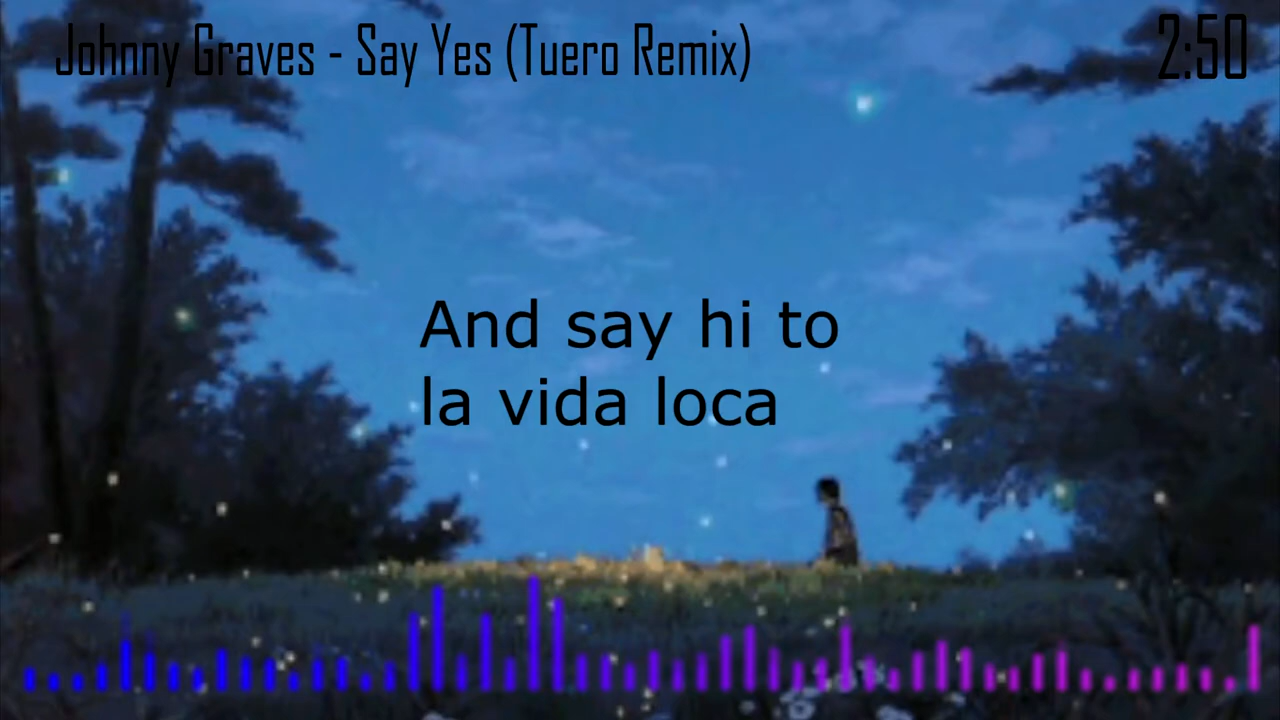 Johnny Graves - Say Yes (Tuero Remix)
2:50
And say hi to
la vida loca